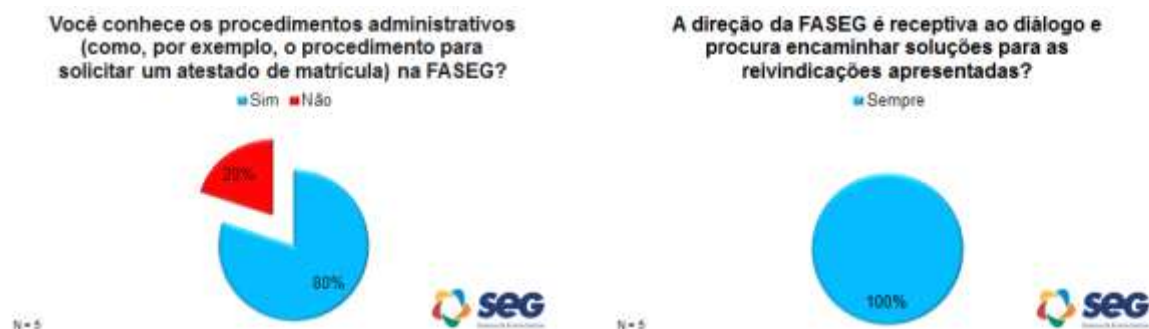 Você conhece os procedimentos administrativos
(como, por exemplo, o procedimento para
solicitar um atestado de matrícula) na FASEG?
Sim Não
20%
80%
N = 5
seg
A direção da FASEG é receptiva ao diálogo e
procura encaminhar soluções para as
reivindicações apresentadas?
Sempre
100%
N = 5
seg